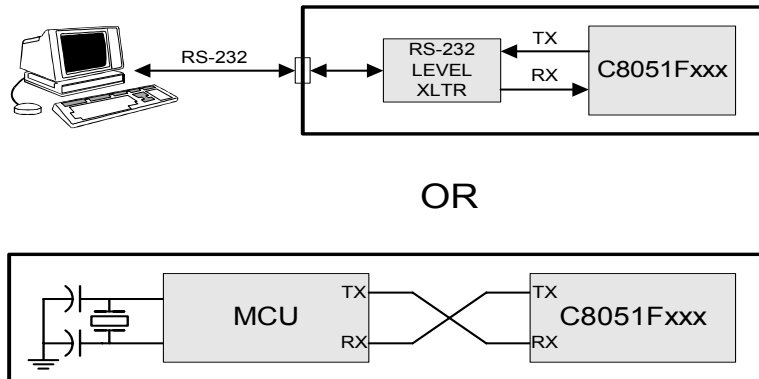 RS-232
RS-232
LEVEL
XLTR
TX
RX
C8051Fxxx
OR
MCU
TX
RX
TX
RX
C8051Fxxx